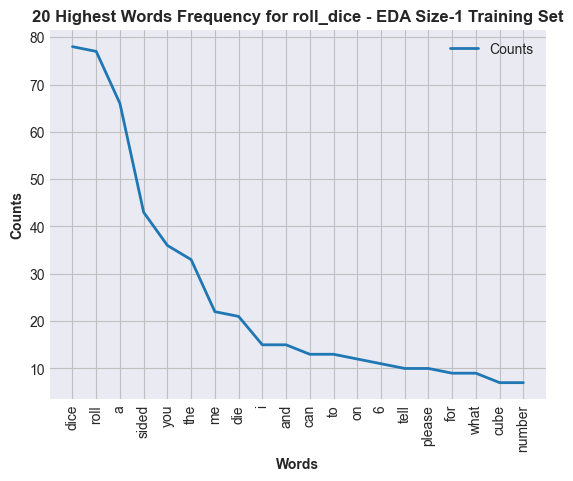 20 Highest Words Frequency for roll_dice - EDA Size-1 Training Set
Counts
80
70
60
50
40
30
20
10
Counts
dice
roll
a
sided
you
the
me
die
i
and
can
to
on
6
tell
please
for
what
cube
number
Words